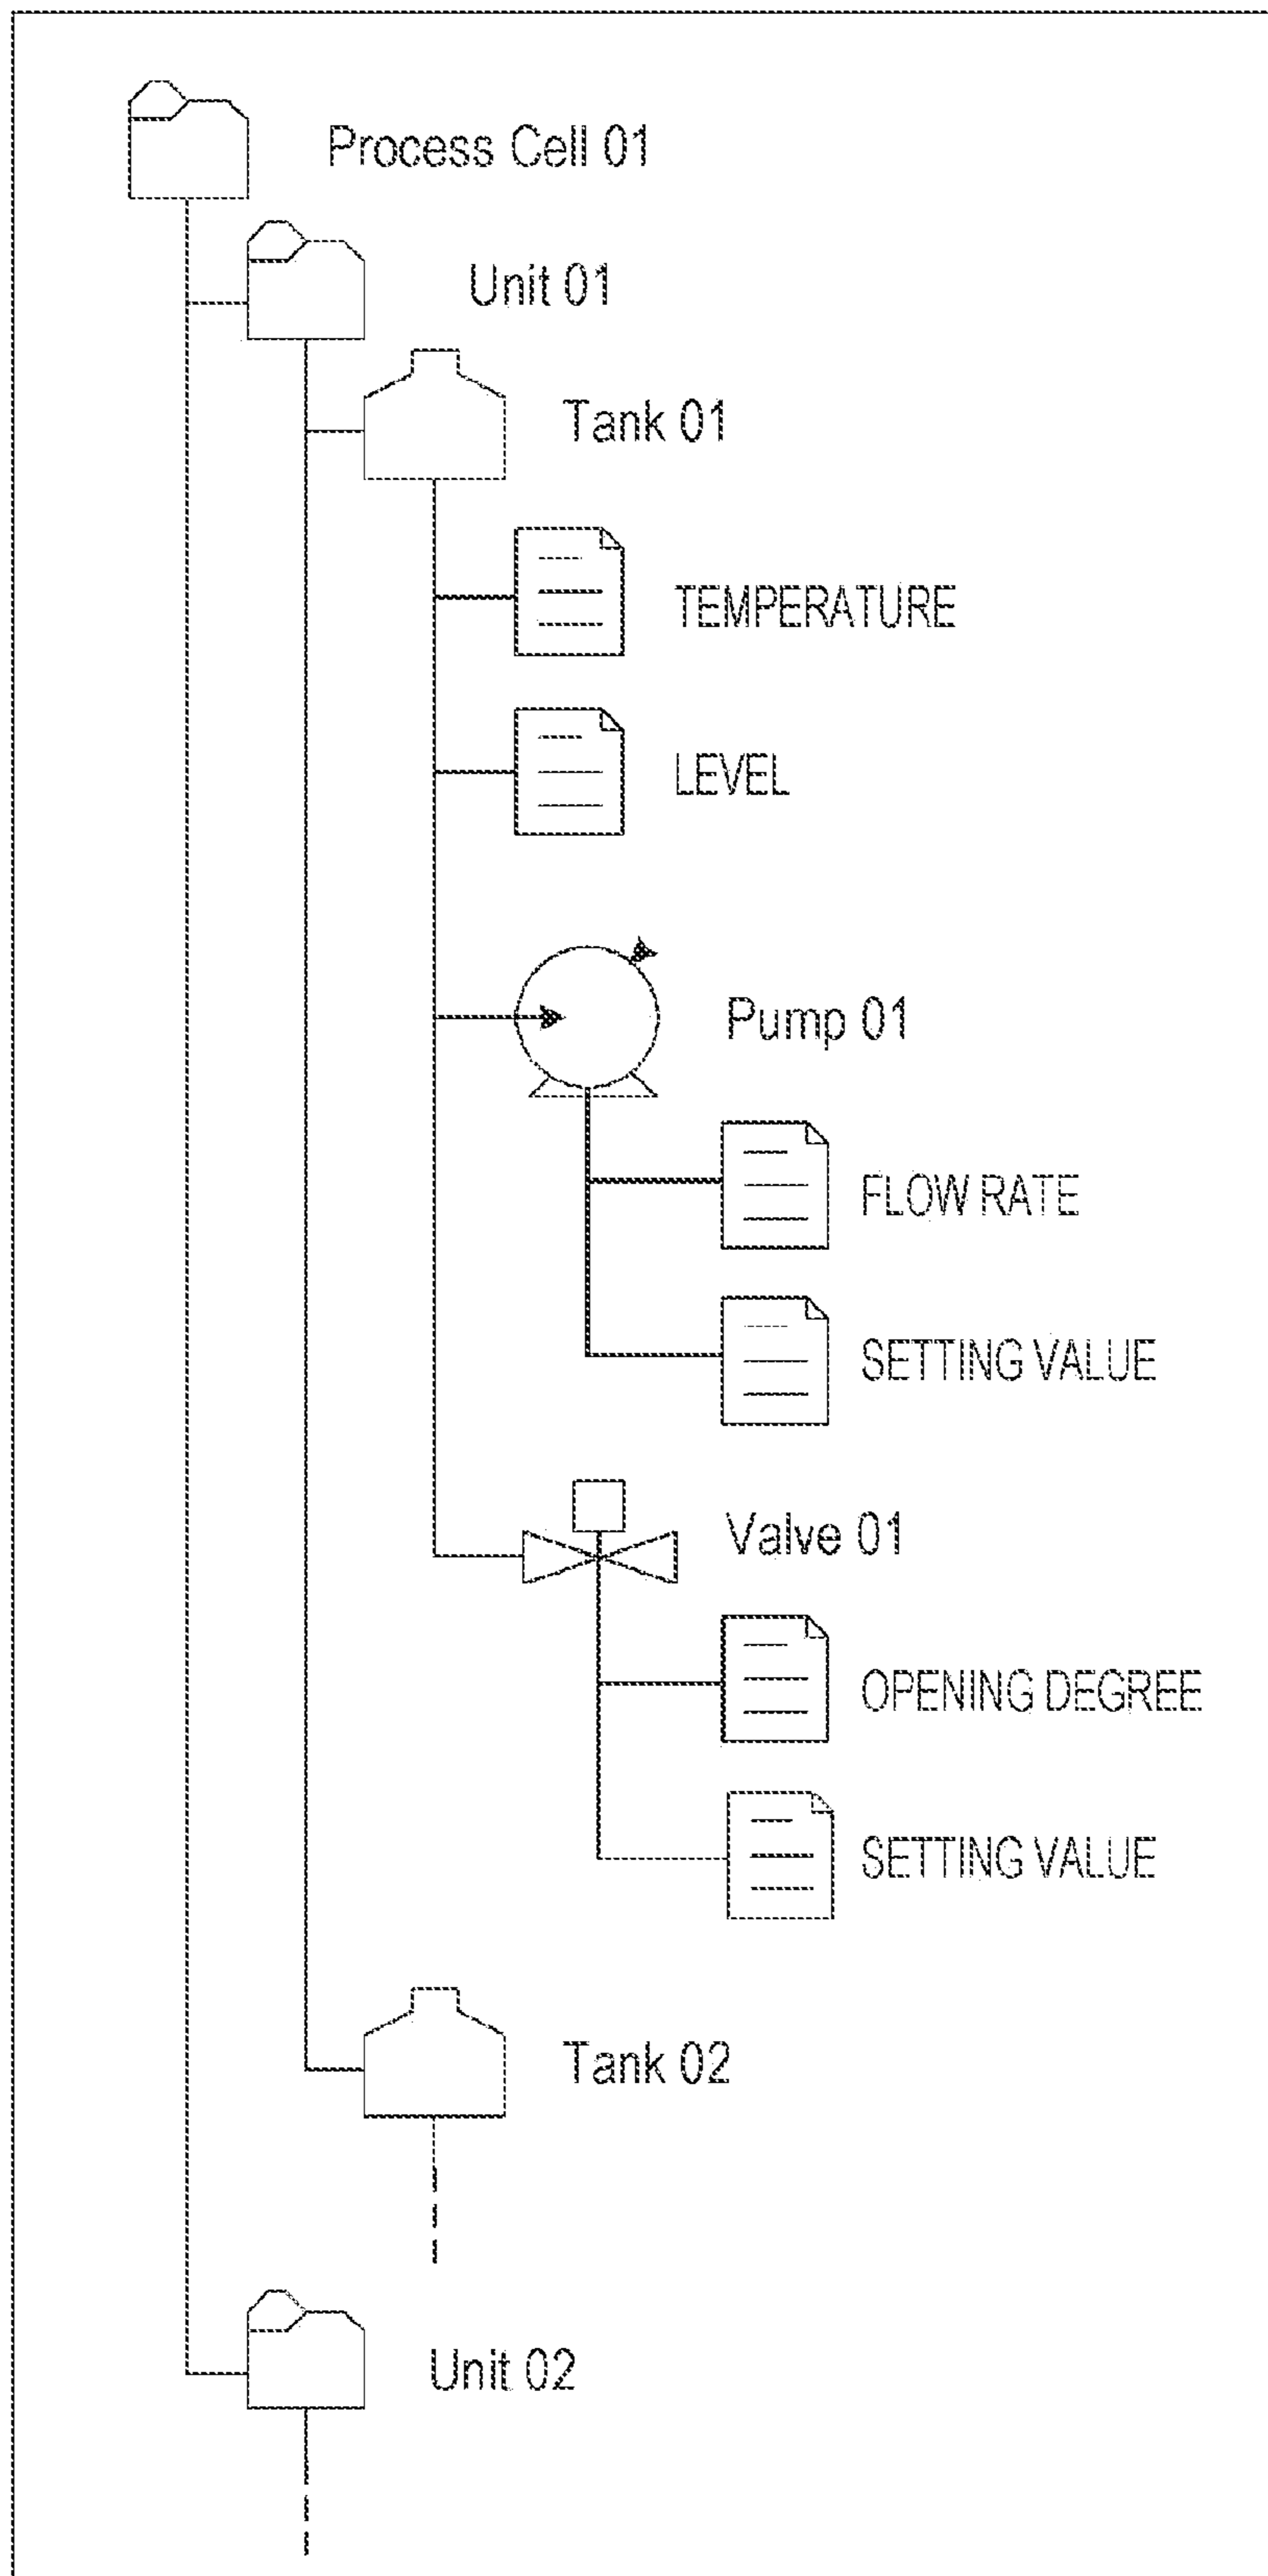 Process Cell 01
Unit 01
Tank 01
TEMPERATURE
LEVEL
Pump 01
FLOW RATE
SETTING VALUE
Valve 01
OPENING DEGREE
SETTING VALUE
Tank 02
Unit 02